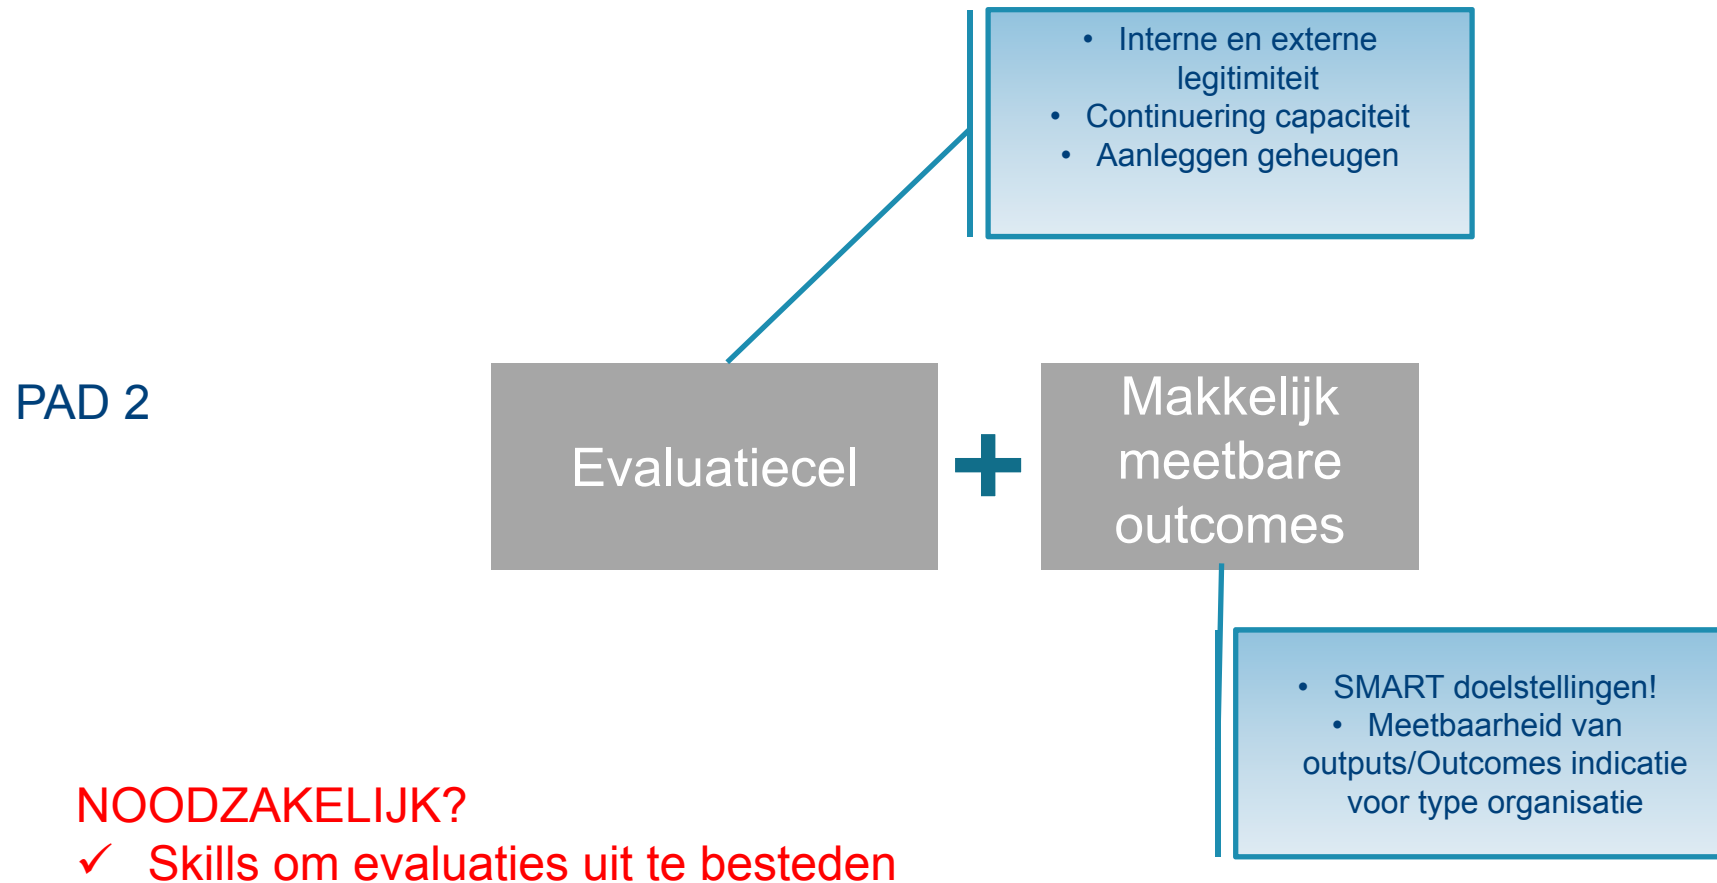 • Interne en externe
legitimiteit
• Continuering capaciteit
• Aanleggen geheugen
PAD 2
Evaluatiecel
+
Makkelijk
meetbare
outcomes
• SMART doelstellingen!
• Meetbaarheid van
outputs/Outcomes indicatie
voor type organisatie
NOODZAKELIJK?
✓ Skills om evaluaties uit te besteden